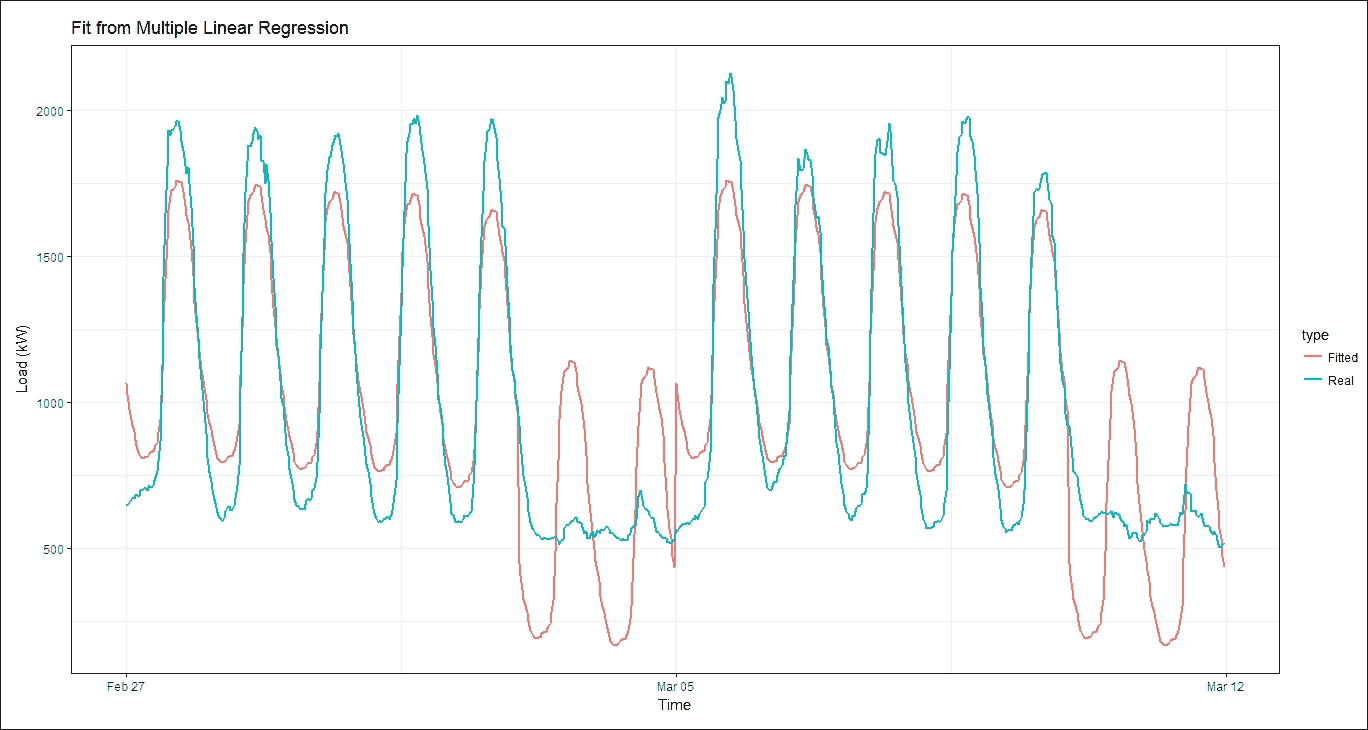 Fit from Multiple Linear Regression
2000
1500
1000
500
Load (kW)
Feb 27
Mar 05
Mar 12
Time
type
Fitted
Real